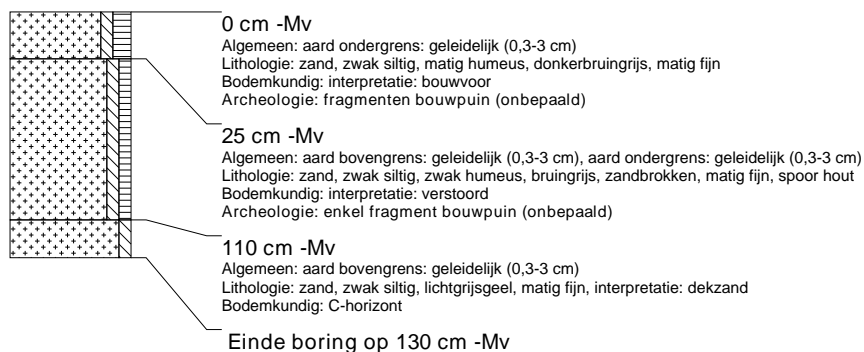 0 cm -Mv
Algemeen: aard ondergrens: geleidelijk (0,3-3 cm)
Lithologie: zand, zwak siltig, matig humeus, donkerbruingrijs, matig fijn
Bodemkundig: interpretatie: bouwvoor
Archeologie: fragmenten bouwpuin (onbepaald)
25 cm -Mv
Algemeen: aard bovengrens: geleidelijk (0,3-3 cm), aard ondergrens: geleidelijk (0,3-3 cm)
Lithologie: zand, zwak siltig, zwak humeus, bruingrijs, zandbrokken, matig fijn, spoor hout
Bodemkundig: interpretatie: verstoord
Archeologie: enkel fragment bouwpuin (onbepaald)
110 cm -Mv
Algemeen: aard bovengrens: geleidelijk (0,3-3 cm)
Lithologie: zand, zwak siltig, lichtgrijsgeel, matig fijn, interpretatie: dekzand
Bodemkundig: C-horizont
Einde boring op 130 cm -Mv